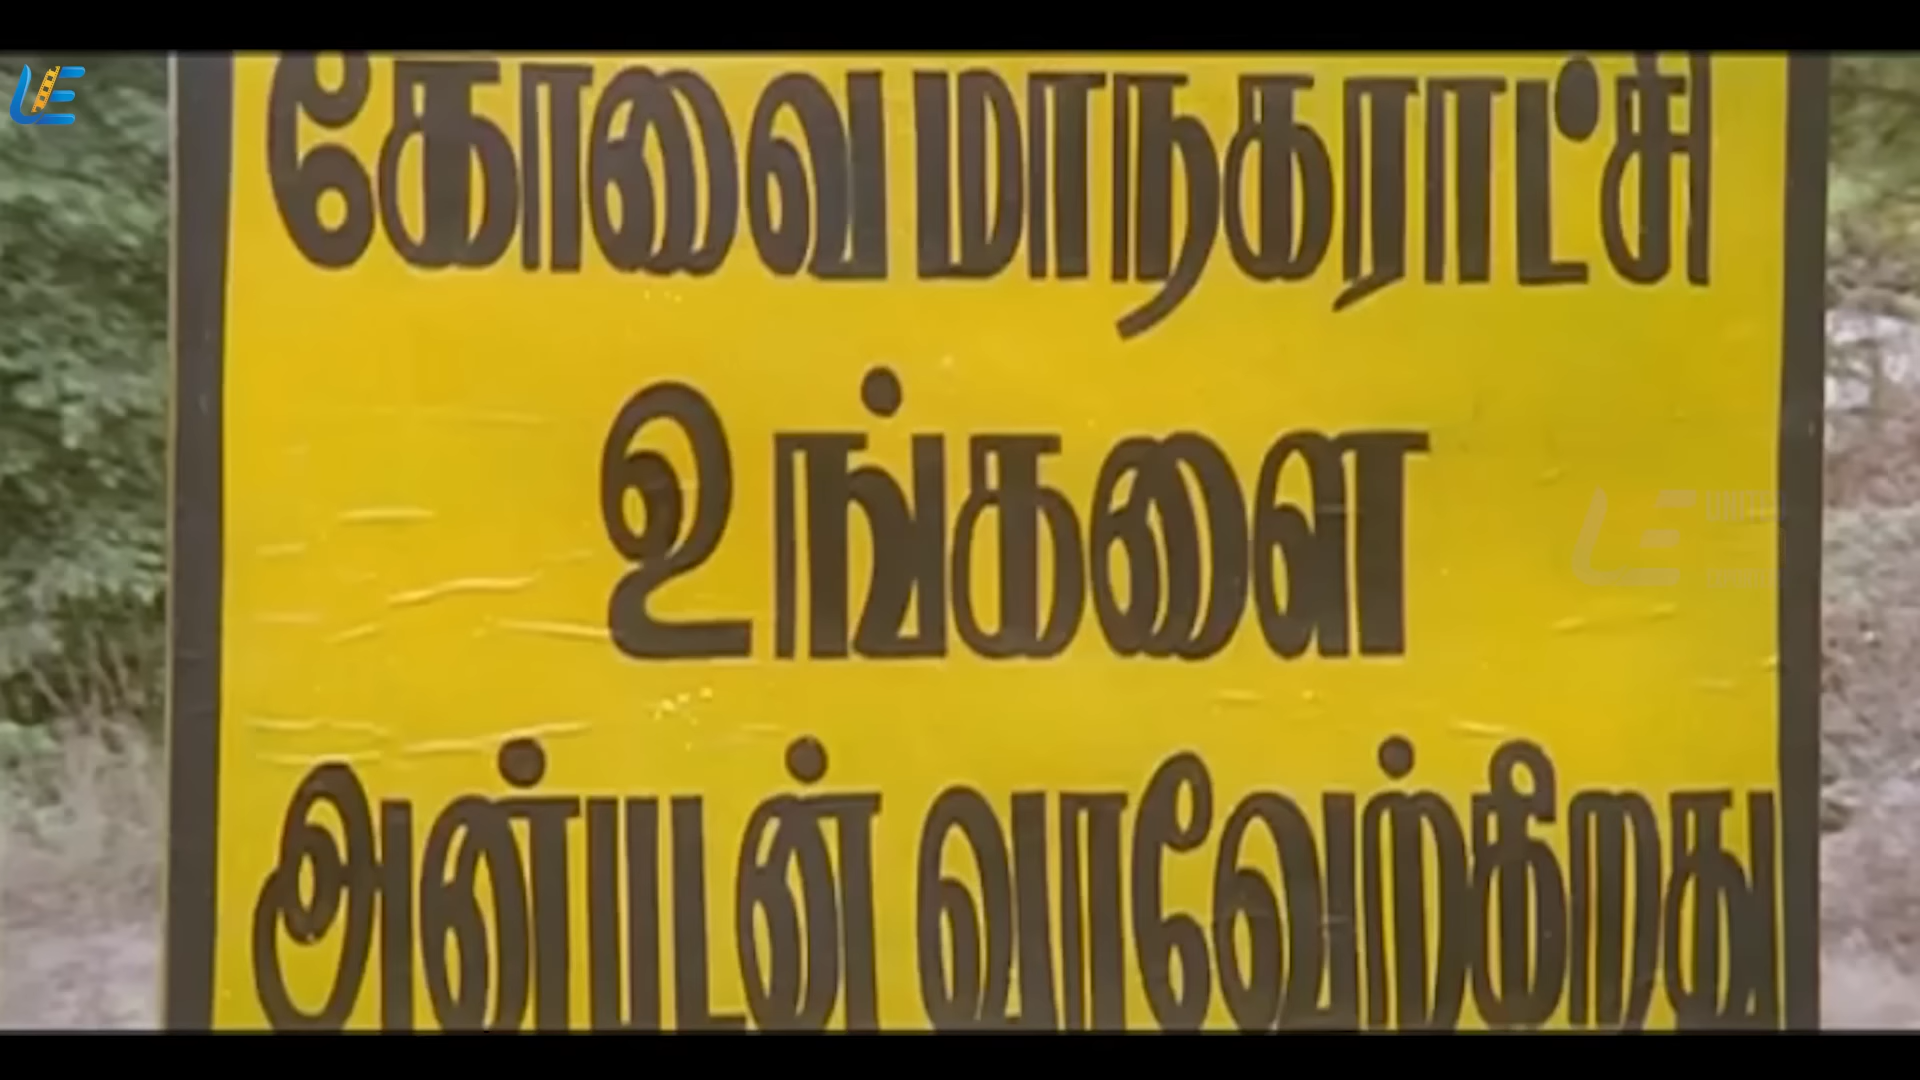 கோவை மாநகராட்சி
உங்களை
அன்புடன் வரவேற்கிறது